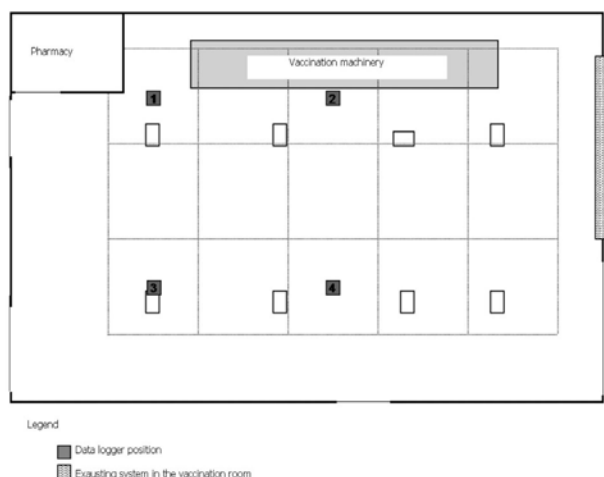 Pharmacy
Vaccination machinery
1
2
3
4
Legend
Data logger position
Exausting system in the vaccination room